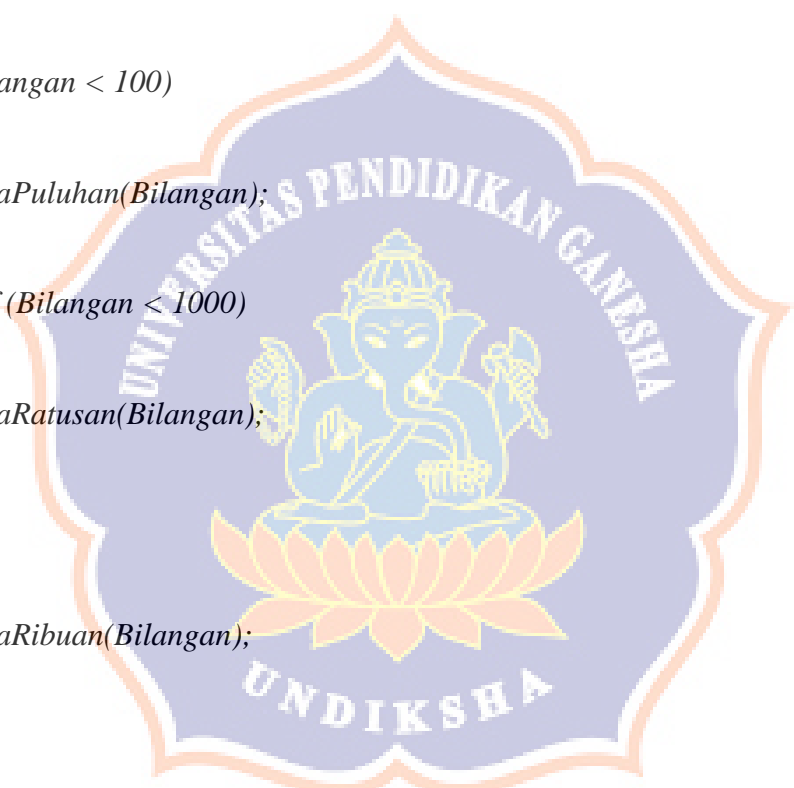 angan < 100)
aPuluhan(Bilangan);
f (Bilangan < 1000)
aRatusan(Bilangan);
aRibuan(Bilangan);
UNIVERSITAS PENDIDIKAN GANESHA
UNDIKSHA